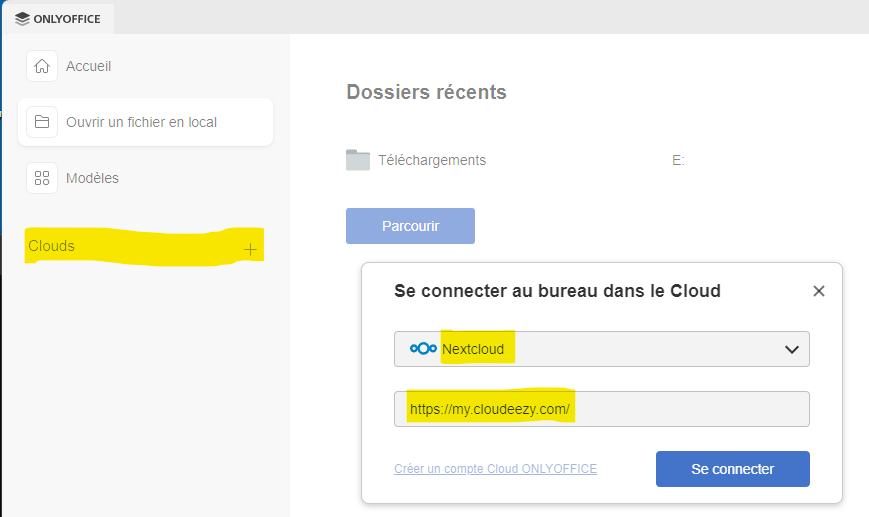 ONLYOFFICE
Accueil
Ouvrir un fichier en local
Modèles
Clouds +
Dossiers récents
Téléchargements E:
Parcourir
Se connecter au bureau dans le Cloud
Nextcloud
https://my.cloudeezy.com/
Créer un compte Cloud ONLYOFFICE
Se connecter